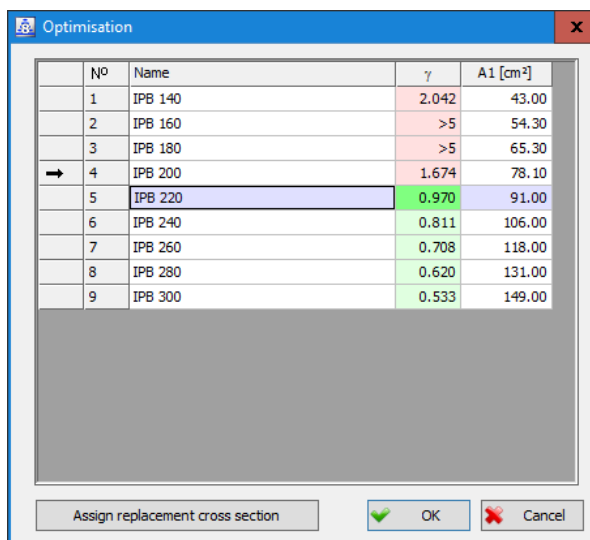 Optimisation
Nº Name γ A1 [cm²]
1 IPB 140 2.042 43.00
2 IPB 160 >5 54.30
3 IPB 180 >5 65.30
4 IPB 200 1.674 78.10
5 IPB 220 0.970 91.00
6 IPB 240 0.811 106.00
7 IPB 260 0.708 118.00
8 IPB 280 0.620 131.00
9 IPB 300 0.533 149.00
Assign replacement cross section OK Cancel